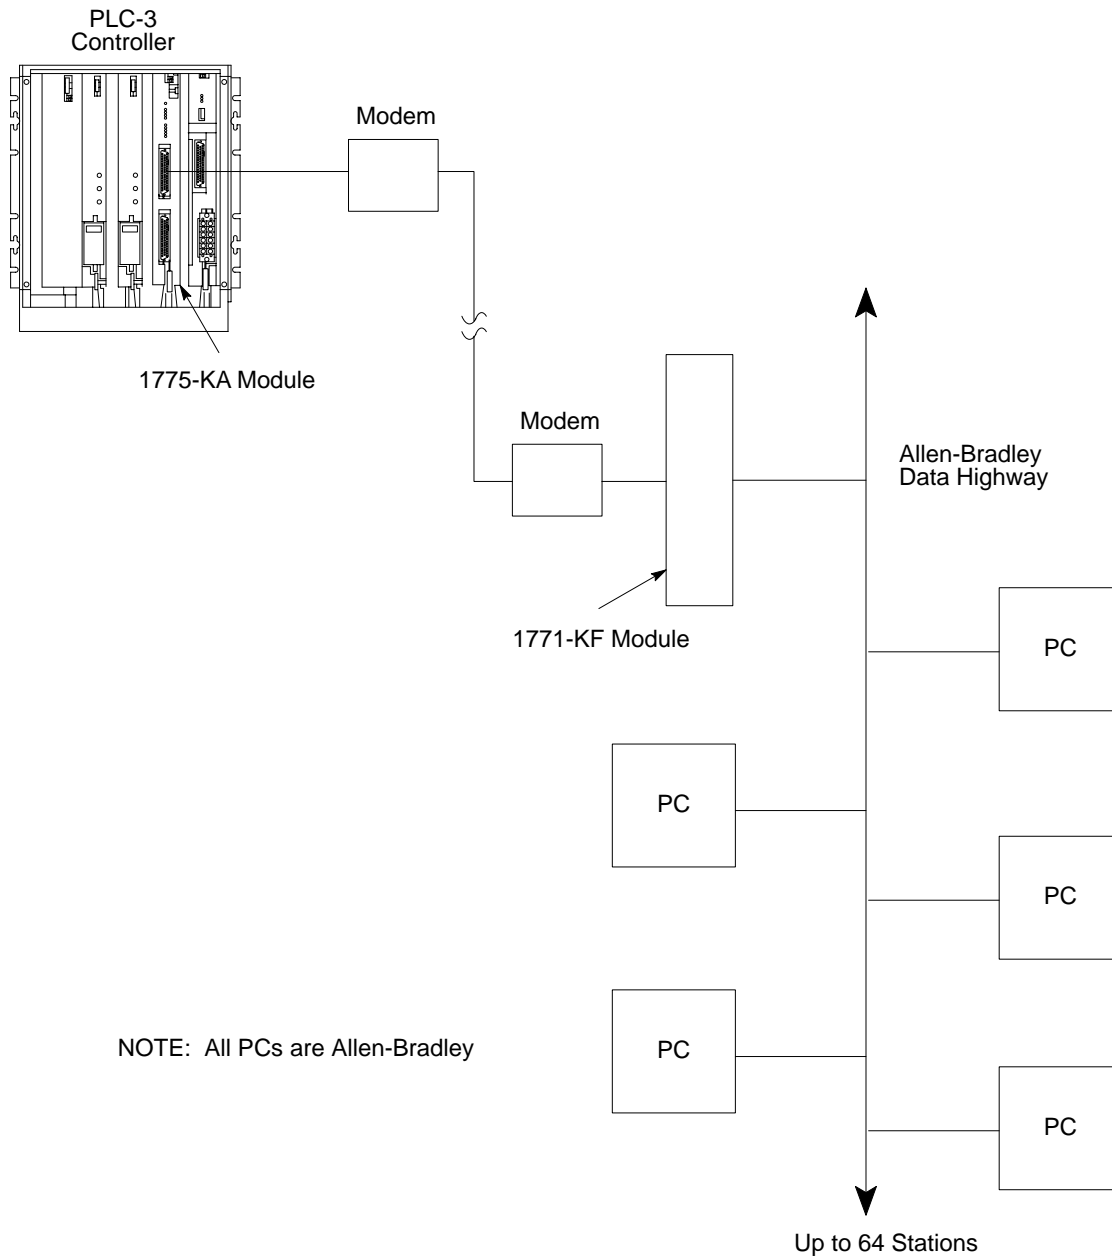 PLC-3
Controller
Modem
1775-KA Module
Modem
Allen-Bradley
Data Highway
1771-KF Module
PC
PC
PC
PC
NOTE:  All PCs are Allen-Bradley
PC
Up to 64 Stations